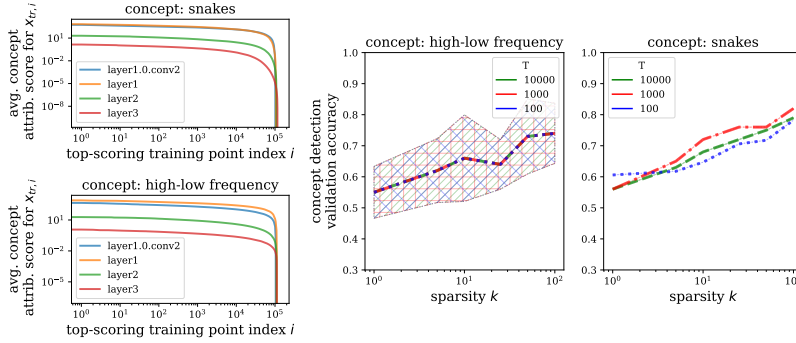 concept: snakes
avg. concept
attrib. score for x_{tr,i}
10^1
10^{-2}
10^{-5}
10^{-8}
layer1.0.conv2
layer1
layer2
layer3
10^0 10^1 10^2 10^3 10^4 10^5
top-scoring training point index i
concept: high-low frequency
avg. concept
attrib. score for x_{tr,i}
10^1
10^{-2}
10^{-5}
layer1.0.conv2
layer1
layer2
layer3
10^0 10^1 10^2 10^3 10^4 10^5
top-scoring training point index i
concept: high-low frequency
concept detection
validation accuracy
1.0
0.9
0.8
0.7
0.6
0.5
0.4
0.3
T
10000
1000
100
10^0 10^1 10^2
sparsity k
concept: snakes
1.0
0.9
0.8
0.7
0.6
0.5
0.4
0.3
T
10000
1000
100
10^0 10^1 10^2
sparsity k